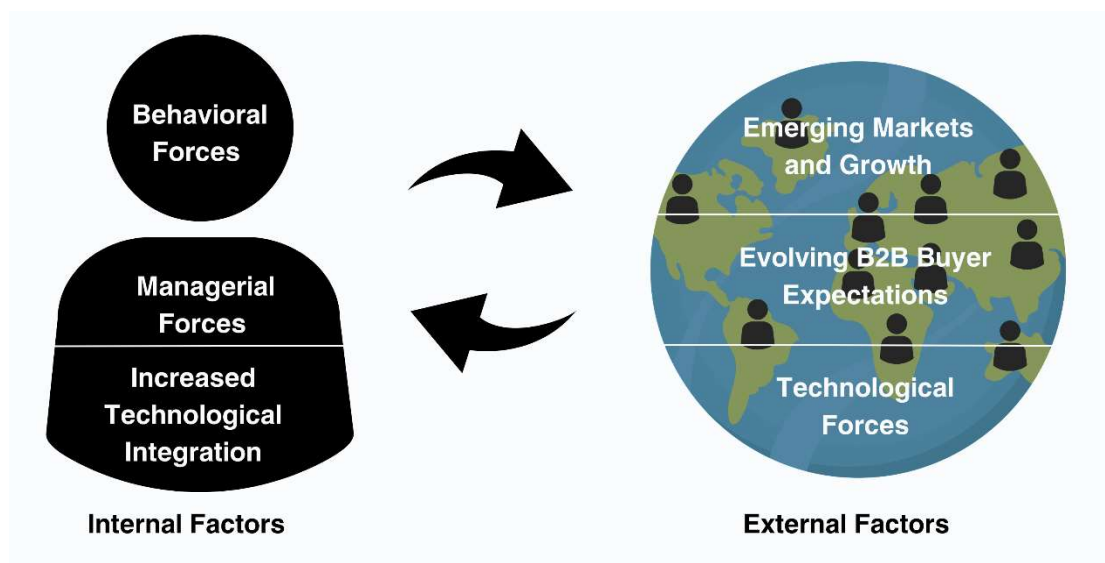 Behavioral
Forces
Managerial
Forces
Increased
Technological
Integration
Internal Factors
Emerging Markets
and Growth
Evolving B2B Buyer
Expectations
Technological
Forces
External Factors